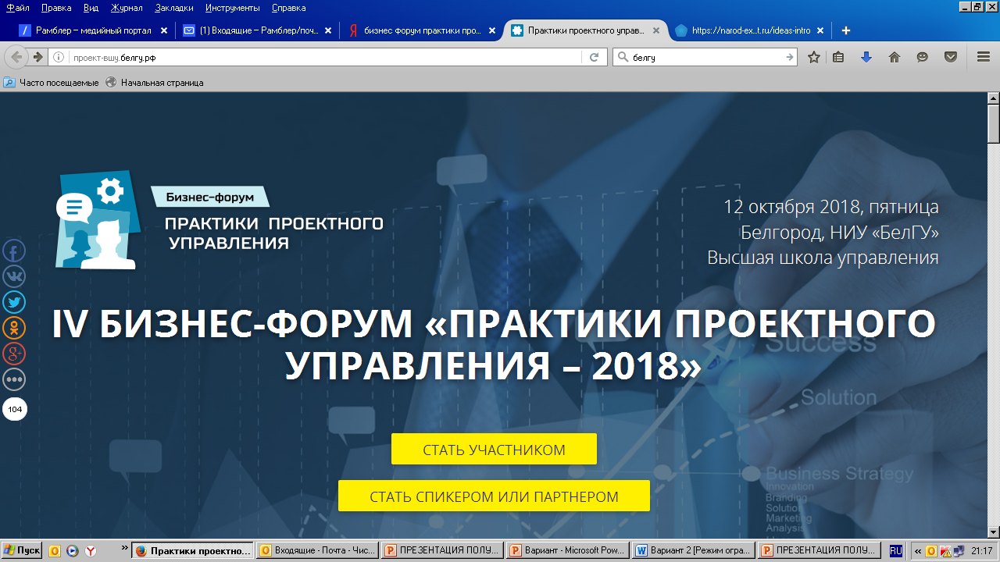 Файл Правка Вид Журнал Закладки Инструменты Справка
Рамблер – медийный портал
(1) Входящие – Рамблер/поч...
бизнес форум практики про...
Практики проектного управ...
https://narod-ex...t.ru/ideas-intro
проект-вшу.белгу.рф
белгу
Часто посещаемые
Начальная страница
Бизнес-форум
ПРАКТИКИ ПРОЕКТНОГО
УПРАВЛЕНИЯ
12 октября 2018, пятница
Белгород, НИУ «БелГУ»
Высшая школа управления
IV БИЗНЕС-ФОРУМ «ПРАКТИКИ ПРОЕКТНОГО
УПРАВЛЕНИЯ – 2018»
Success
Solution
104
СТАТЬ УЧАСТНИКОМ
Business Strategy
Innovation
Branding
Solution
Marketing
Analysis
СТАТЬ СПИКЕРОМ ИЛИ ПАРТНЕРОМ
Пуск
Практики проектно...
Входящие - Почта - Чис...
ПРЕЗЕНТАЦИЯ ПОЛУ...
Вариант - Microsoft Pow...
Вариант 2 [Режим огра...
ПРЕЗЕНТАЦИЯ ПОЛУ...
RU
21:17